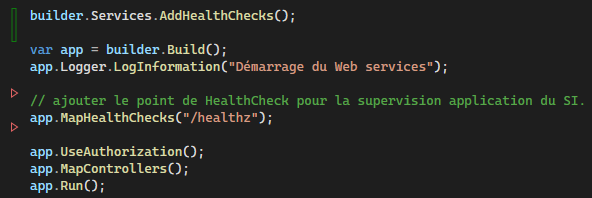 builder.Services.AddHealthChecks();
var app = builder.Build();
app.Logger.LogInformation("Démarrage du Web services");
// ajouter le point de HealthCheck pour la supervision application du SI.
app.MapHealthChecks("/healthz");
app.UseAuthorization();
app.MapControllers();
app.Run();